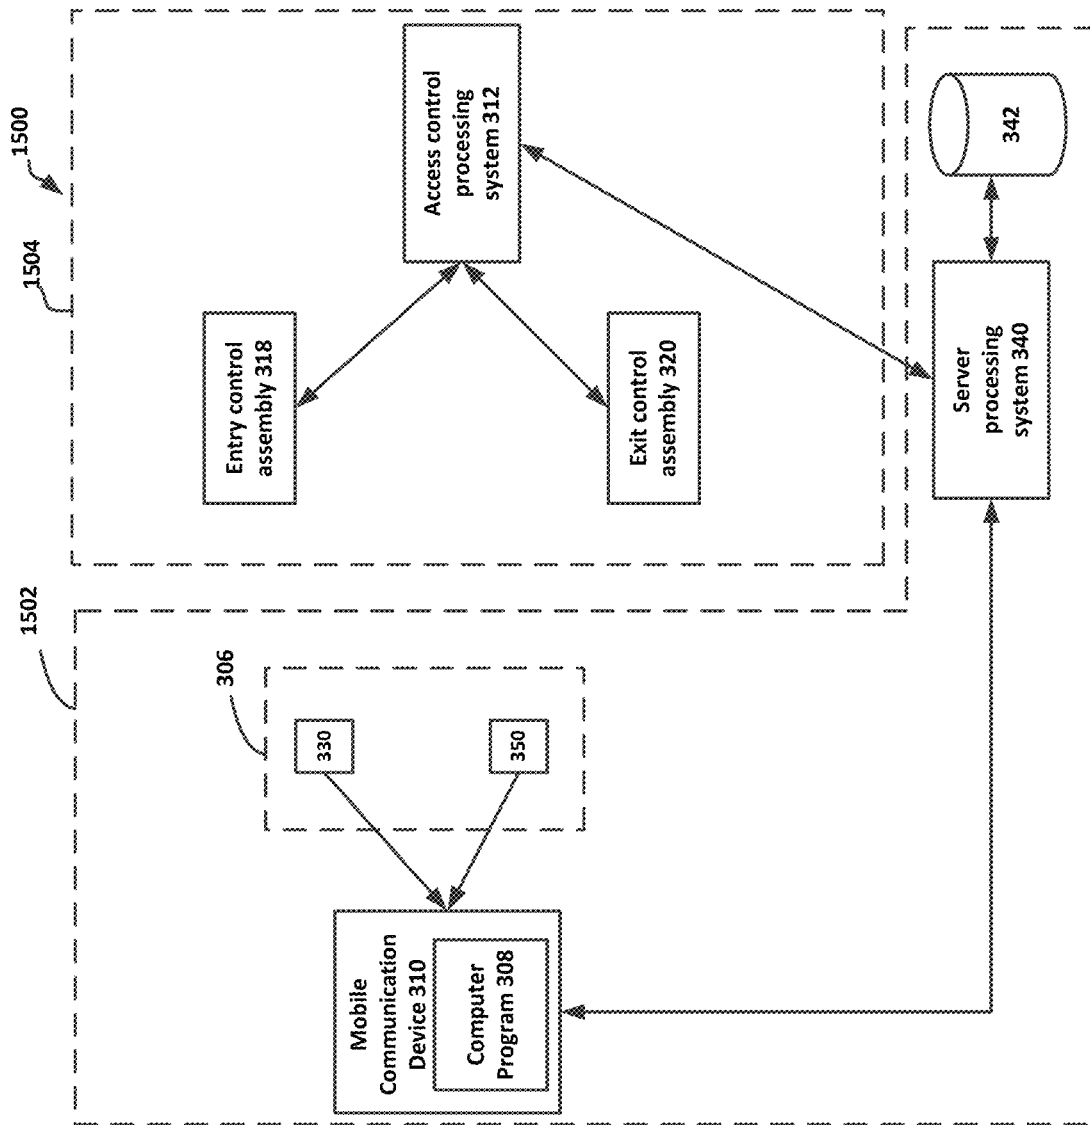 1500
1504
1502
306
Entry control
assembly 318
Access control
processing
system 312
Exit control
assembly 320
330
350
Mobile
Communication
Device 310
Computer
Program 308
Server
processing
system 340
342